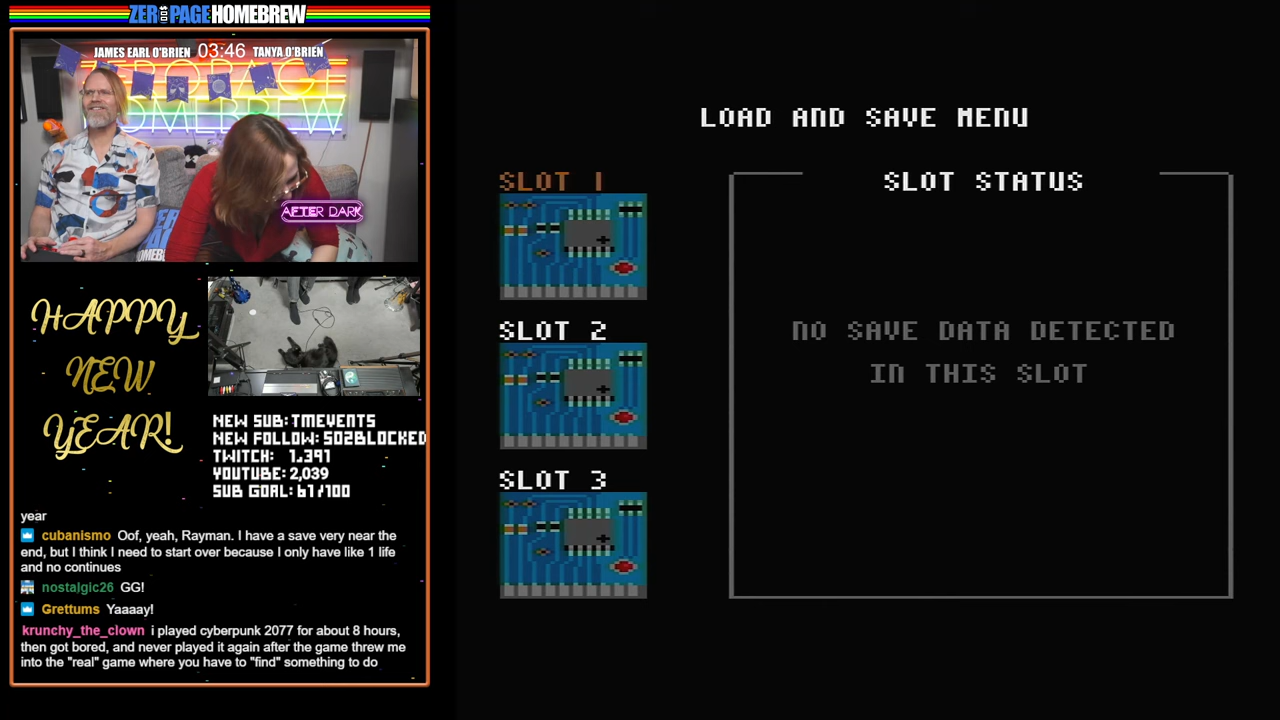 ZERO PAGE HOMEBREW
JAMES EARL O'BRIEN 03:46 TANYA O'BRIEN
AFTER DARK
HAPPY
NEW
YEAR!
NEW SUB: TMEVENTS
NEW FOLLOW: SO2BLOCKED
TWITCH: 1,391
YOUTUBE: 2,039
SUB GOAL: 67/100
year
cubanismo Oof, yeah, Rayman. I have a save very near the
end, but I think I need to start over because I only have like 1 life
and no continues
nostalgic26 GG!
Grettums Yaaaay!
krunchy_the_clown i played cyberpunk 2077 for about 8 hours,
then got bored, and never played it again after the game threw me
into the "real" game where you have to "find" something to do
LOAD AND SAVE MENU
SLOT 1
SLOT 2
SLOT 3
SLOT STATUS
NO SAVE DATA DETECTED
IN THIS SLOT